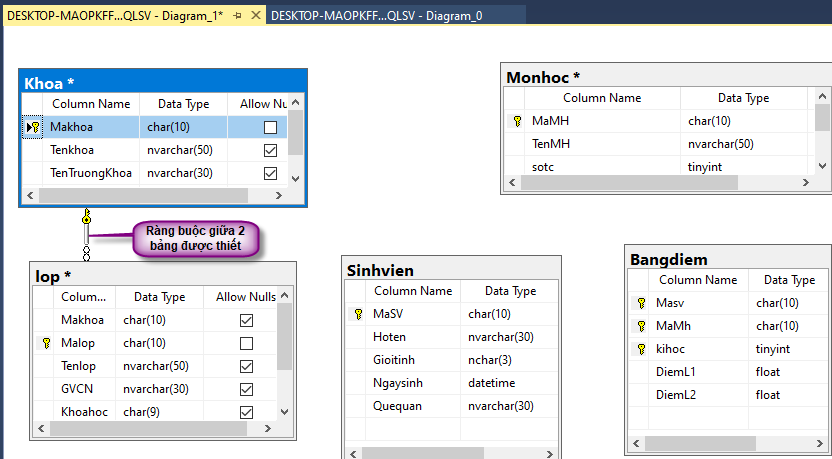 DESKTOP-MAOPKFF...QLSV - Diagram_1*
DESKTOP-MAOPKFF...QLSV - Diagram_0
Khoa *
Column Name Data Type Allow Nu
Makhoa char(10)
Tenkhoa nvarchar(50)
TenTruongKhoa nvarchar(30)
Monhoc *
Column Name Data Type
MaMH char(10)
TenMH nvarchar(50)
sotc tinyint
Ràng buộc giữa 2
bảng được thiết
lop *
Colum... Data Type Allow Nulls
Makhoa char(10)
Malop char(10)
Tenlop nvarchar(50)
GVCN nvarchar(30)
Khoahoc char(9)
Sinhvien
Column Name Data Type
MaSV char(10)
Hoten nvarchar(30)
Gioitinh nchar(3)
Ngaysinh datetime
Quequan nvarchar(30)
Bangdiem
Column Name Data Type
Masv char(10)
MaMh char(10)
kihoc tinyint
DiemL1 float
DiemL2 float